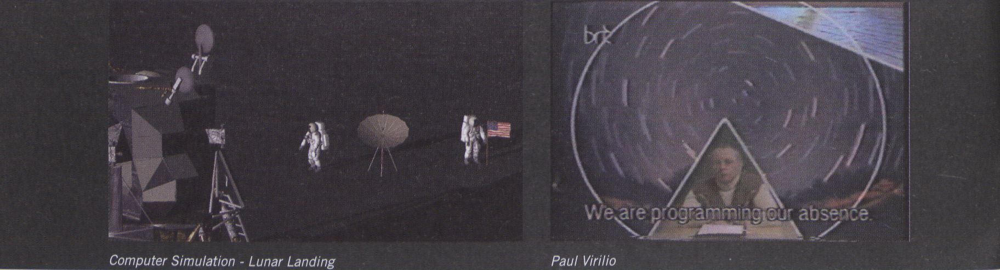 brt
We are programming our absence.
Computer Simulation - Lunar Landing
Paul Virilio